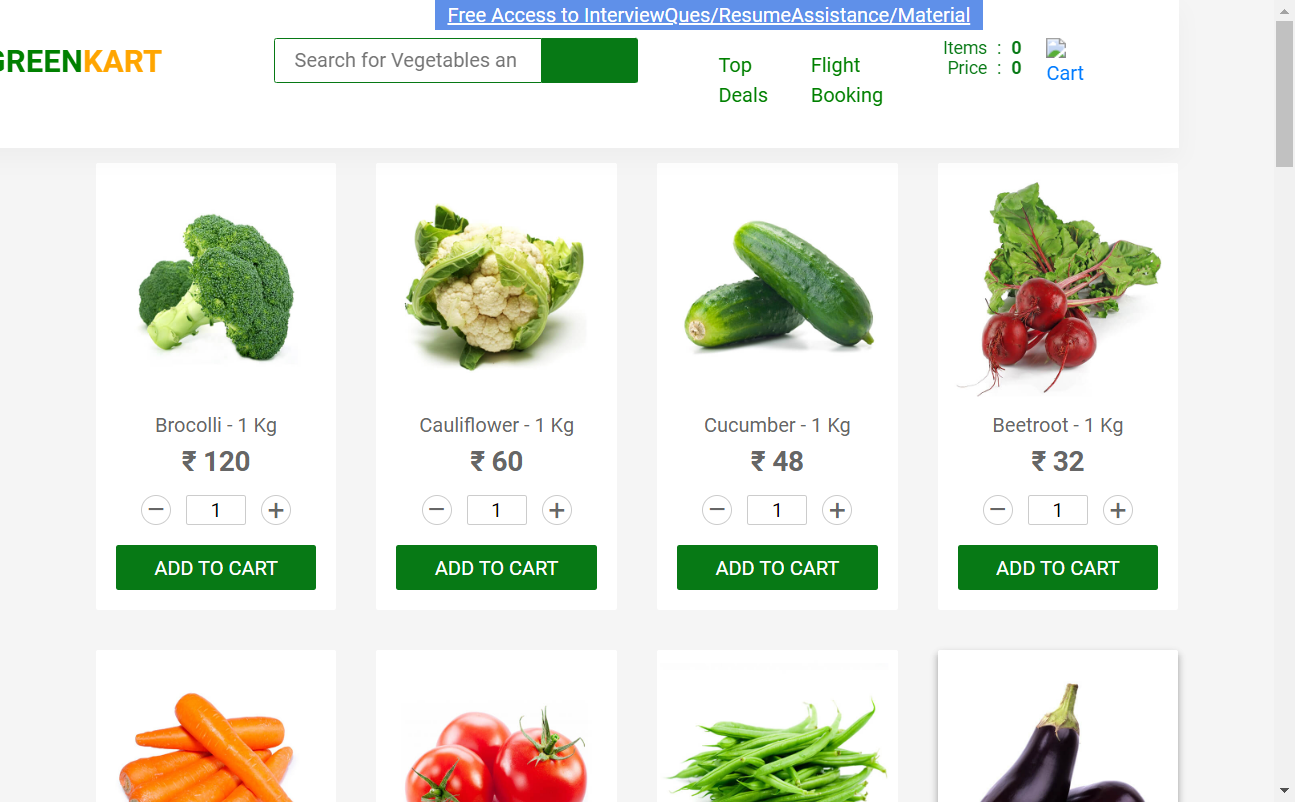 Free Access to InterviewQues/ResumeAssistance/Material
GREENKART
Search for Vegetables an
Top
Deals
Flight
Booking
Items : 0
Price : 0
Cart
Brocolli - 1 Kg
₹ 120
− 1 +
ADD TO CART
Cauliflower - 1 Kg
₹ 60
− 1 +
ADD TO CART
Cucumber - 1 Kg
₹ 48
− 1 +
ADD TO CART
Beetroot - 1 Kg
₹ 32
− 1 +
ADD TO CART